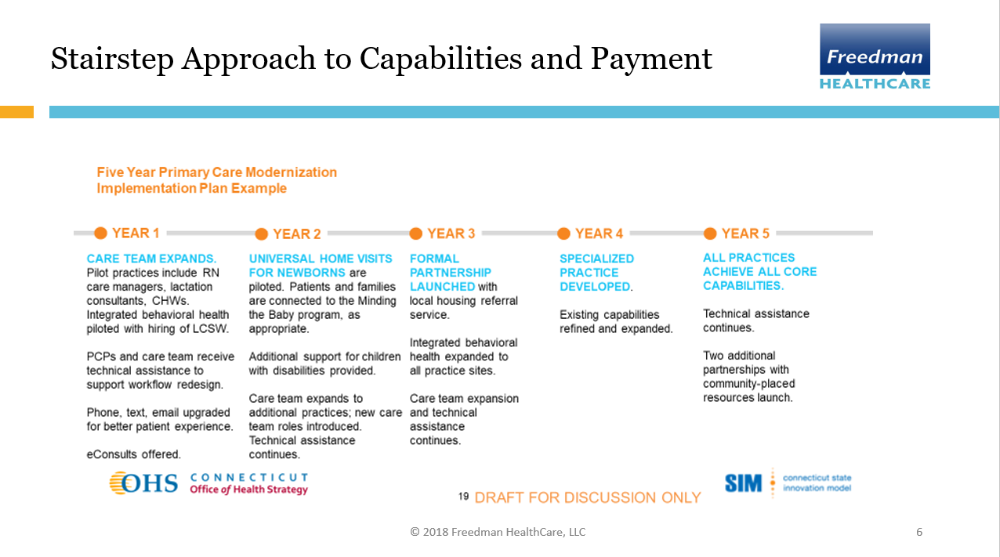 Stairstep Approach to Capabilities and Payment
Freedman
HEALTHCARE
Five Year Primary Care Modernization
Implementation Plan Example
YEAR 1
CARE TEAM EXPANDS.
Pilot practices include RN
care managers, lactation
consultants, CHWs.
Integrated behavioral health
piloted with hiring of LCSW.
PCPs and care team receive
technical assistance to
support workflow redesign.
Phone, text, email upgraded
for better patient experience.
eConsults offered.
YEAR 2
UNIVERSAL HOME VISITS
FOR NEWBORNS are
piloted. Patients and families
are connected to the Minding
the Baby program, as
appropriate.
Additional support for children
with disabilities provided.
Care team expands to
additional practices; new care
team roles introduced.
Technical assistance
continues.
YEAR 3
FORMAL
PARTNERSHIP
LAUNCHED with
local housing referral
service.
Integrated behavioral
health expanded to
all practice sites.
Care team expansion
and technical
assistance
continues.
YEAR 4
SPECIALIZED
PRACTICE
DEVELOPED.
Existing capabilities
refined and expanded.
YEAR 5
ALL PRACTICES
ACHIEVE ALL CORE
CAPABILITIES.
Technical assistance
continues.
Two additional
partnerships with
community-placed
resources launch.
OHS CONNECTICUT
Office of Health Strategy
19 DRAFT FOR DISCUSSION ONLY
SIM connecticut state
innovation model
© 2018 Freedman HealthCare, LLC
6